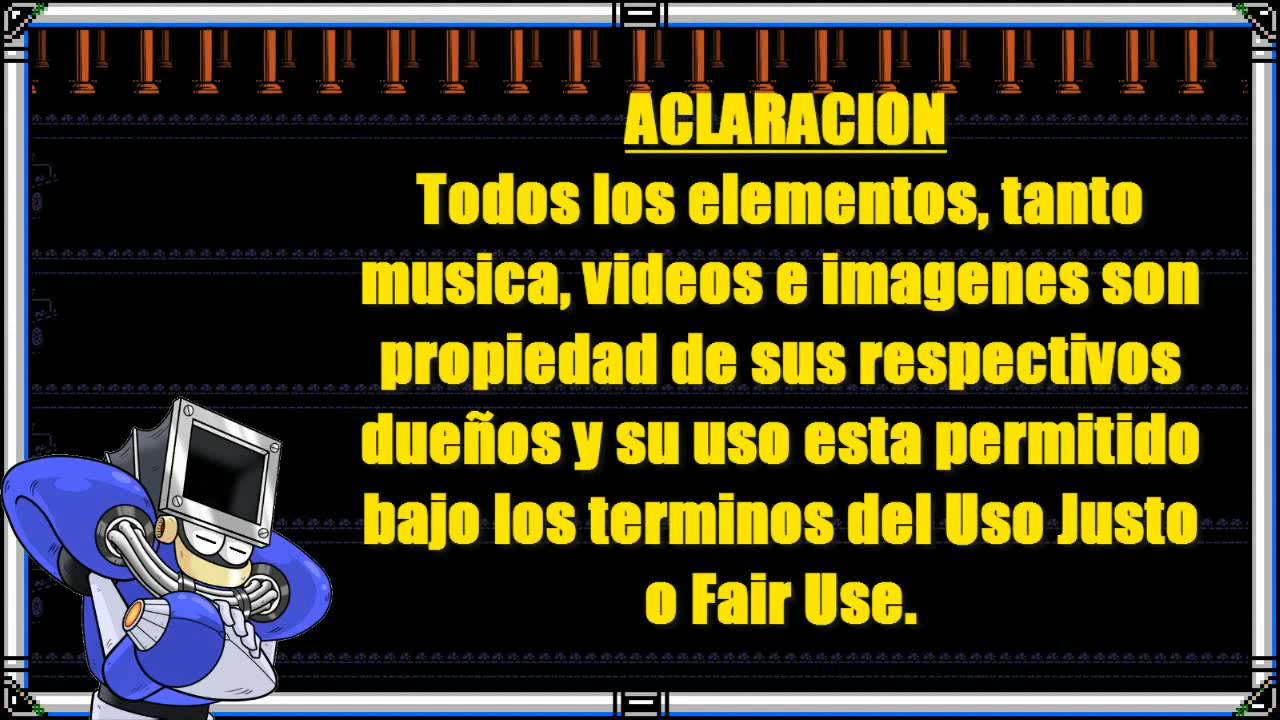 ACLARACION
Todos los elementos, tanto
musica, videos e imagenes son
propiedad de sus respectivos
dueños y su uso esta permitido
bajo los terminos del Uso Justo
o Fair Use.